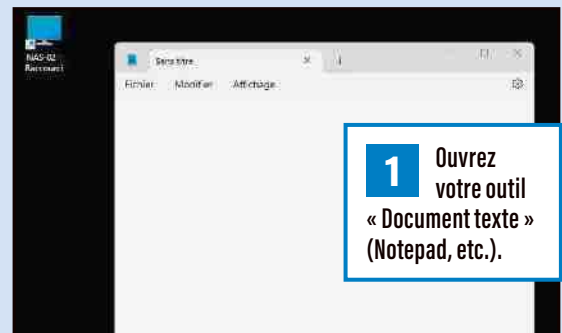 NAS-02
Raccourci
Sans titre
Fichier Modifier Affichage
1 Ouvrez
votre outil
« Document texte »
(Notepad, etc.).